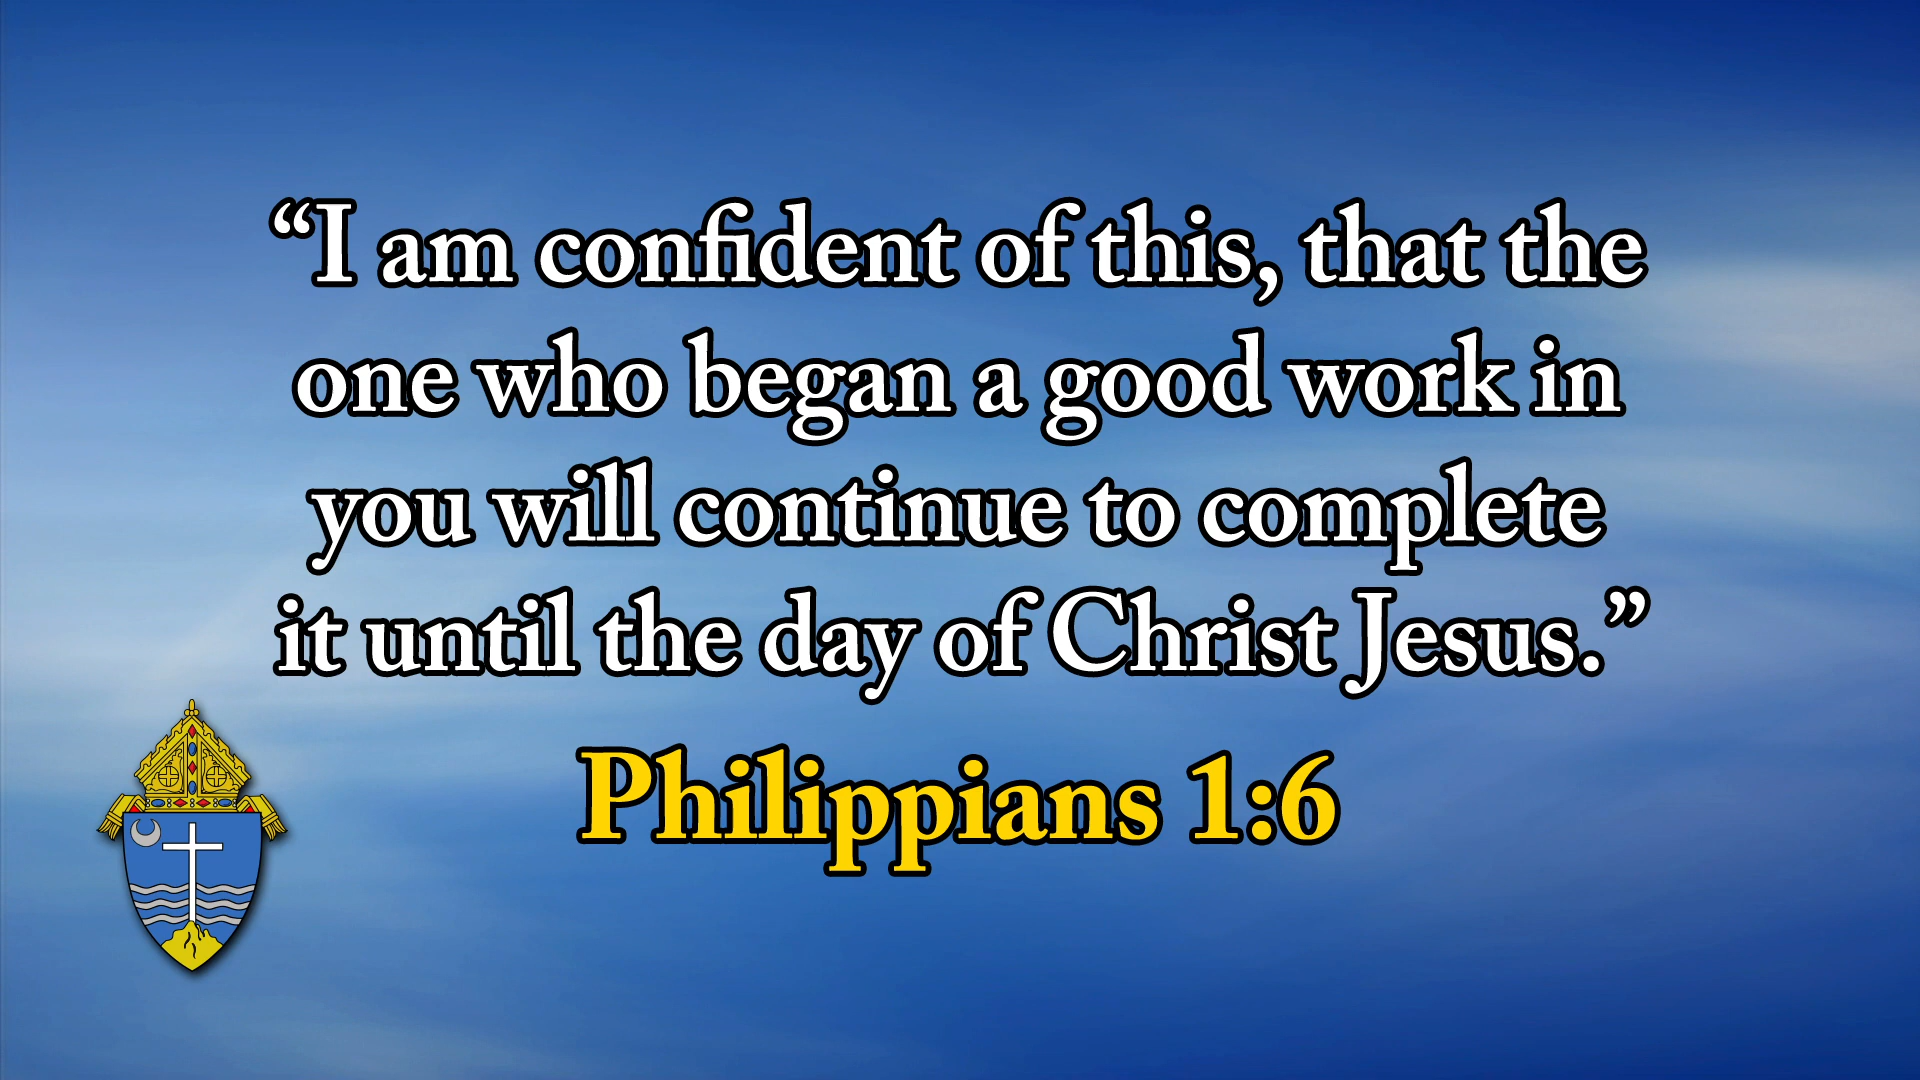 “I am confident of this, that the
one who began a good work in
you will continue to complete
it until the day of Christ Jesus.”
Philippians 1:6